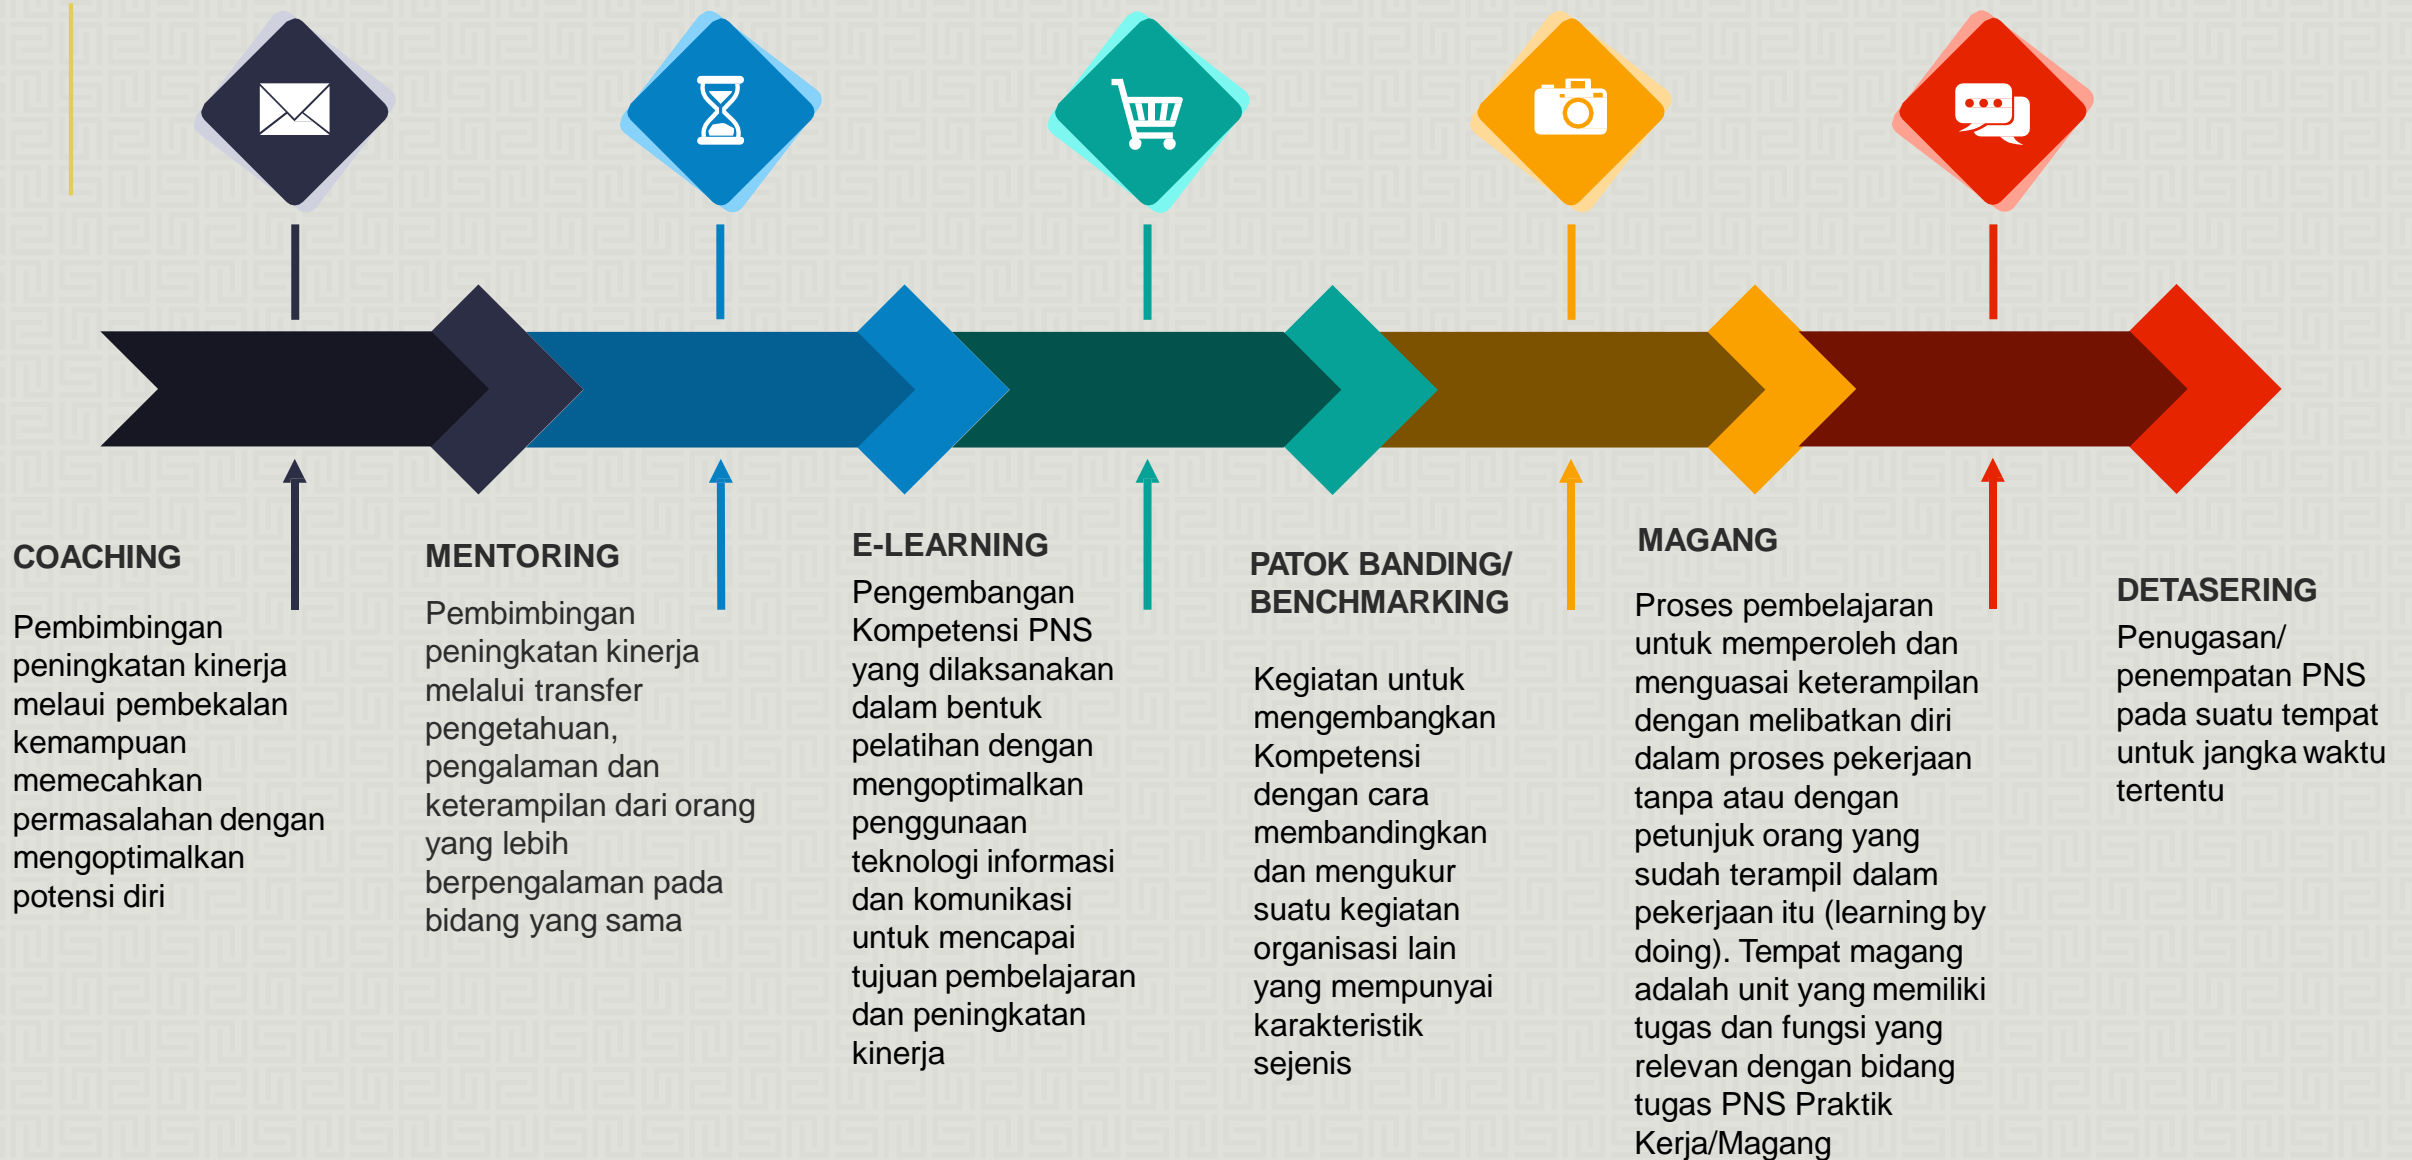 COACHING
Pembimbingan
peningkatan kinerja
melaui pembekalan
kemampuan
memecahkan
permasalahan dengan
mengoptimalkan
potensi diri
MENTORING
Pembimbingan
peningkatan kinerja
melalui transfer
pengetahuan,
pengalaman dan
keterampilan dari orang
yang lebih
berpengalaman pada
bidang yang sama
E-LEARNING
Pengembangan
Kompetensi PNS
yang dilaksanakan
dalam bentuk
pelatihan dengan
mengoptimalkan
penggunaan
teknologi informasi
dan komunikasi
untuk mencapai
tujuan pembelajaran
dan peningkatan
kinerja
PATOK BANDING/
BENCHMARKING
Kegiatan untuk
mengembangkan
Kompetensi
dengan cara
membandingkan
dan mengukur
suatu kegiatan
organisasi lain
yang mempunyai
karakteristik
sejenis
MAGANG
Proses pembelajaran
untuk memperoleh dan
menguasai keterampilan
dengan melibatkan diri
dalam proses pekerjaan
tanpa atau dengan
petunjuk orang yang
sudah terampil dalam
pekerjaan itu (learning by
doing). Tempat magang
adalah unit yang memiliki
tugas dan fungsi yang
relevan dengan bidang
tugas PNS Praktik
Kerja/Magang
DETASERING
Penugasan/
penempatan PNS
pada suatu tempat
untuk jangka waktu
tertentu